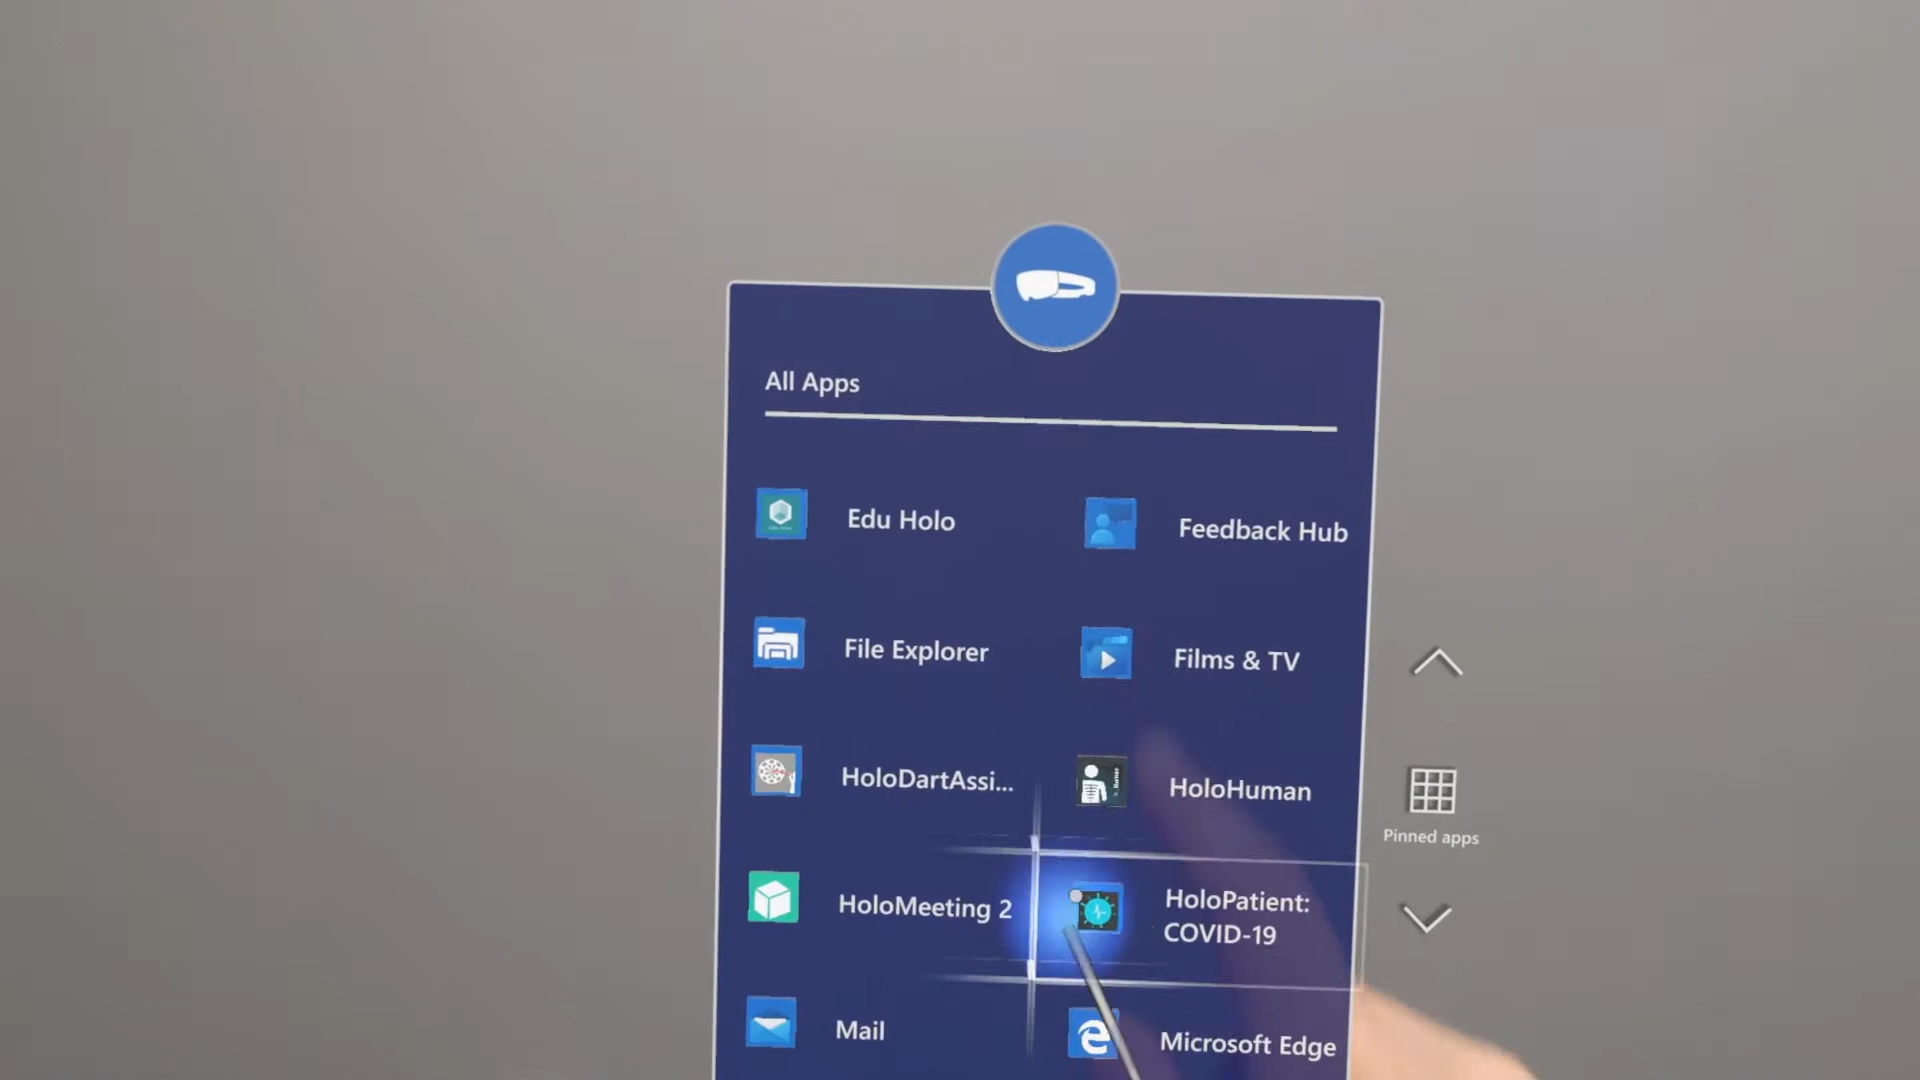 All Apps
Edu Holo
Feedback Hub
File Explorer
Films & TV
HoloDartAssi...
HoloHuman
Pinned apps
HoloMeeting 2
HoloPatient:
COVID-19
Mail
Microsoft Edge